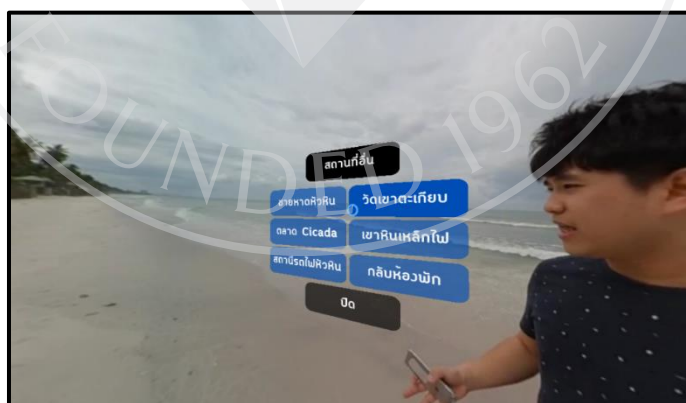 FOUNDED 1962
สถานที่อื่น
ชายหาดหัวหิน
วัดเขาตะเกียบ
ตลาด Cicada
เขาหินเหล็กไฟ
สถานีรถไฟหัวหิน
กลับห้องพัก
ปิด